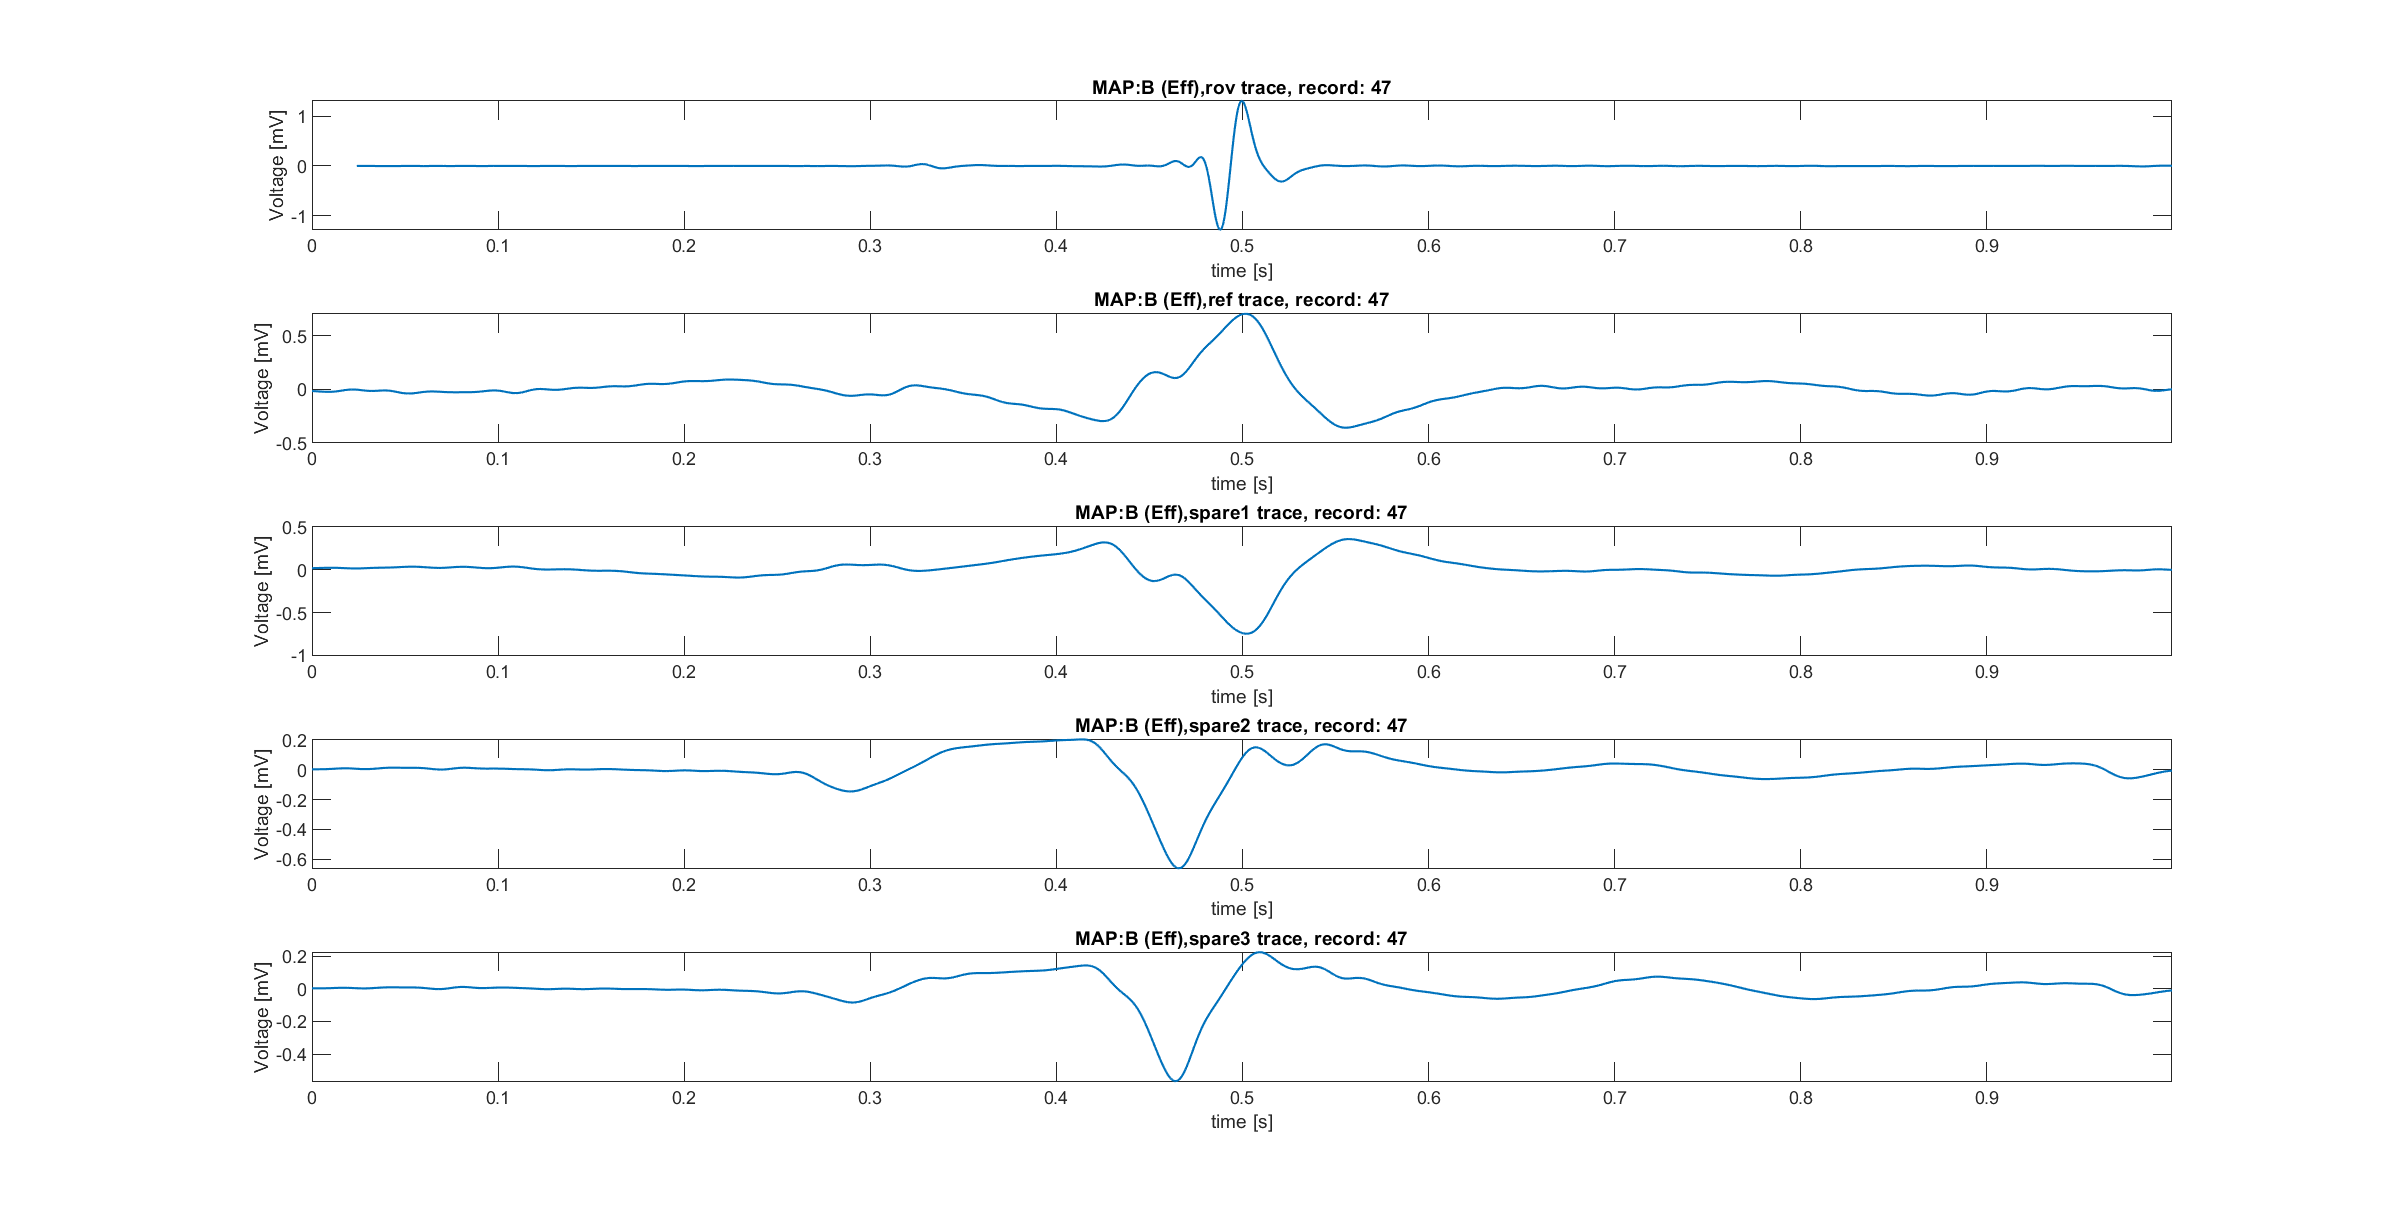 MAP:B (Eff),rov trace, record: 47
Voltage [mV]
1
0
-1
0 0.1 0.2 0.3 0.4 0.5 0.6 0.7 0.8 0.9
time [s]
MAP:B (Eff),ref trace, record: 47
Voltage [mV]
0.5
0
-0.5
0 0.1 0.2 0.3 0.4 0.5 0.6 0.7 0.8 0.9
time [s]
MAP:B (Eff),spare1 trace, record: 47
Voltage [mV]
0.5
0
-0.5
-1
0 0.1 0.2 0.3 0.4 0.5 0.6 0.7 0.8 0.9
time [s]
MAP:B (Eff),spare2 trace, record: 47
Voltage [mV]
0.2
0
-0.2
-0.4
-0.6
0 0.1 0.2 0.3 0.4 0.5 0.6 0.7 0.8 0.9
time [s]
MAP:B (Eff),spare3 trace, record: 47
Voltage [mV]
0.2
0
-0.2
-0.4
0 0.1 0.2 0.3 0.4 0.5 0.6 0.7 0.8 0.9
time [s]